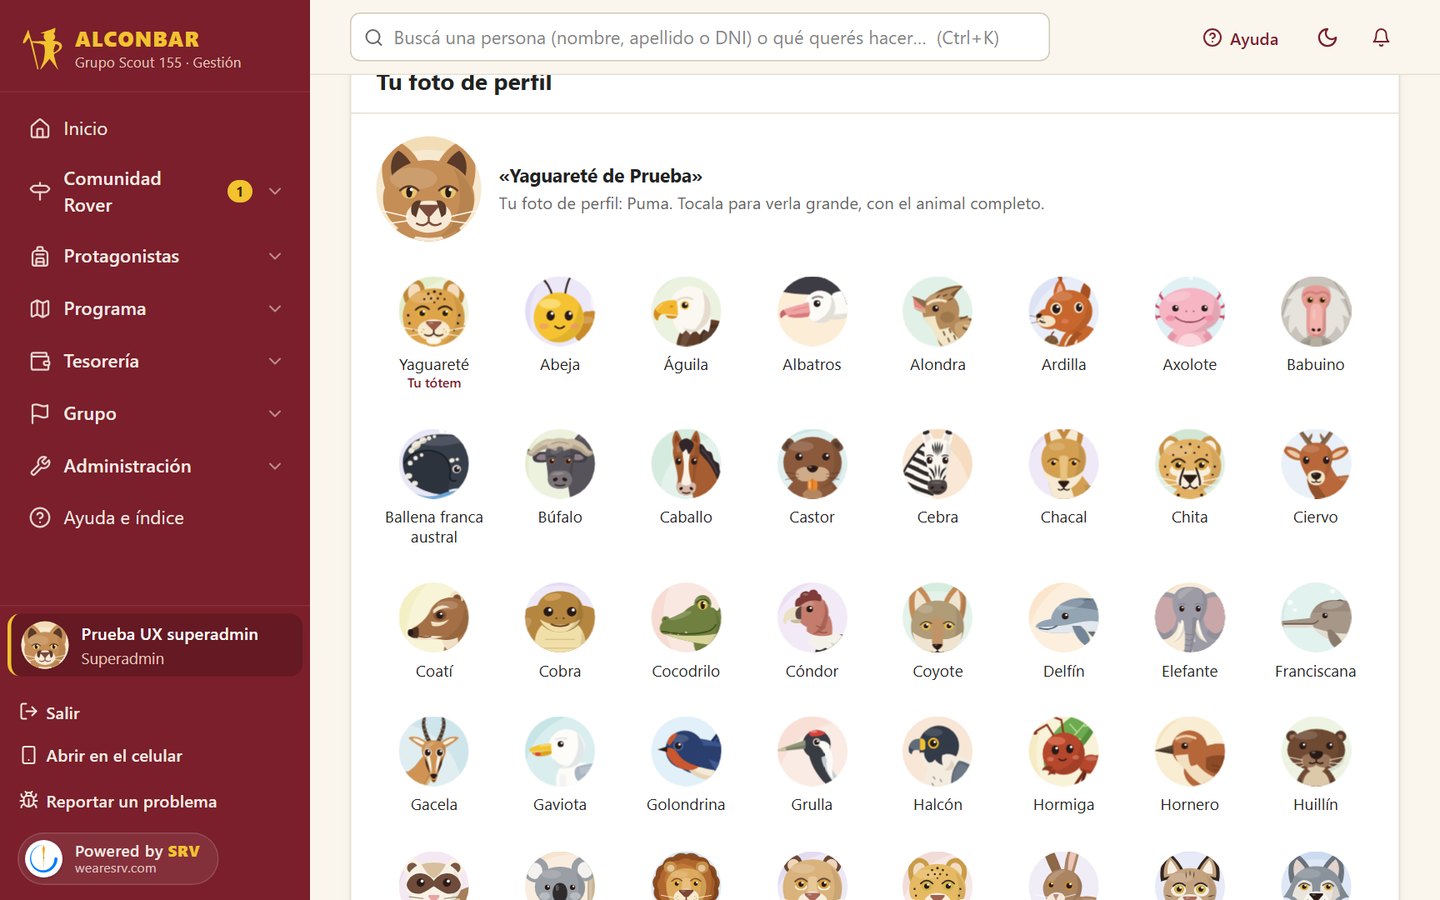 ALCONBAR
Grupo Scout 155 · Gestión
Inicio
Comunidad
Rover
1
Protagonistas
Programa
Tesorería
Grupo
Administración
Ayuda e índice
Prueba UX superadmin
Superadmin
Salir
Abrir en el celular
Reportar un problema
Powered by SRV
wearesrv.com
Buscá una persona (nombre, apellido o DNI) o qué querés hacer... (Ctrl+K)
Ayuda
Tu foto de perfil
«Yaguareté de Prueba»
Tu foto de perfil: Puma. Tocala para verla grande, con el animal completo.
Yaguareté
Tu tótem
Abeja
Águila
Albatros
Alondra
Ardilla
Axolote
Babuino
Ballena franca
austral
Búfalo
Caballo
Castor
Cebra
Chacal
Chita
Ciervo
Coatí
Cobra
Cocodrilo
Cóndor
Coyote
Delfín
Elefante
Franciscana
Gacela
Gaviota
Golondrina
Grulla
Halcón
Hormiga
Hornero
Huillín